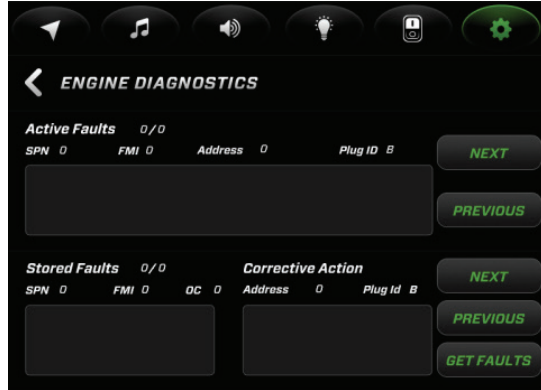 ENGINE DIAGNOSTICS
Active Faults 0/0
SPN 0 FMI 0 Address 0 Plug ID B
NEXT
PREVIOUS
Stored Faults 0/0 Corrective Action
SPN 0 FMI 0 OC 0 Address 0 Plug Id B
NEXT
PREVIOUS
GET FAULTS